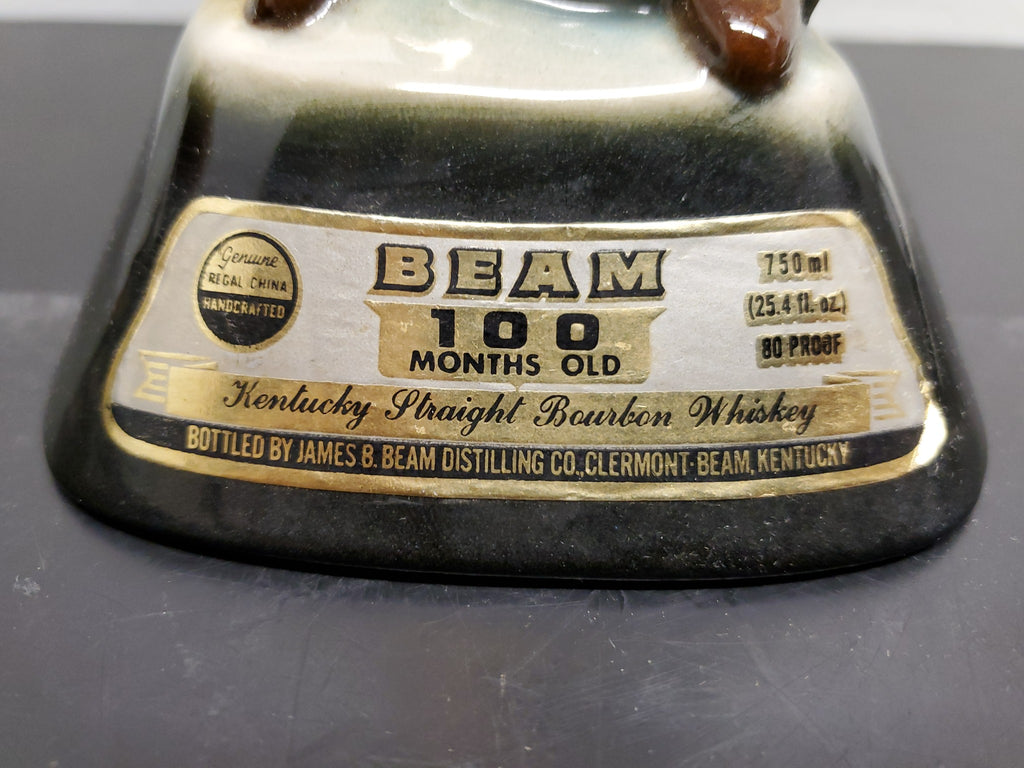 Genuine
REGAL CHINA
HANDCRAFTED
BEAM
100
MONTHS OLD
750 ml
(25.4 fl. oz.)
80 PROOF
Kentucky Straight Bourbon Whiskey
BOTTLED BY JAMES B. BEAM DISTILLING CO., CLERMONT-BEAM, KENTUCKY